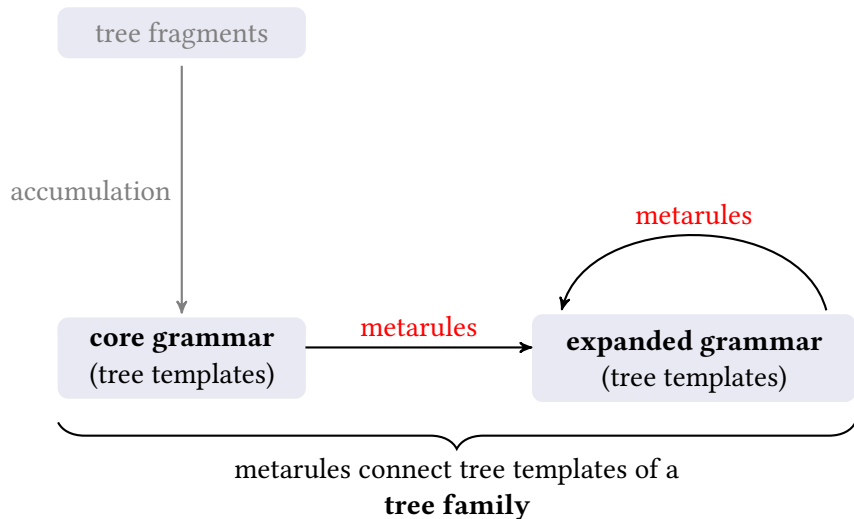 tree fragments
accumulation
metarules
core grammar
(tree templates)
metarules
expanded grammar
(tree templates)
metarules connect tree templates of a
tree family